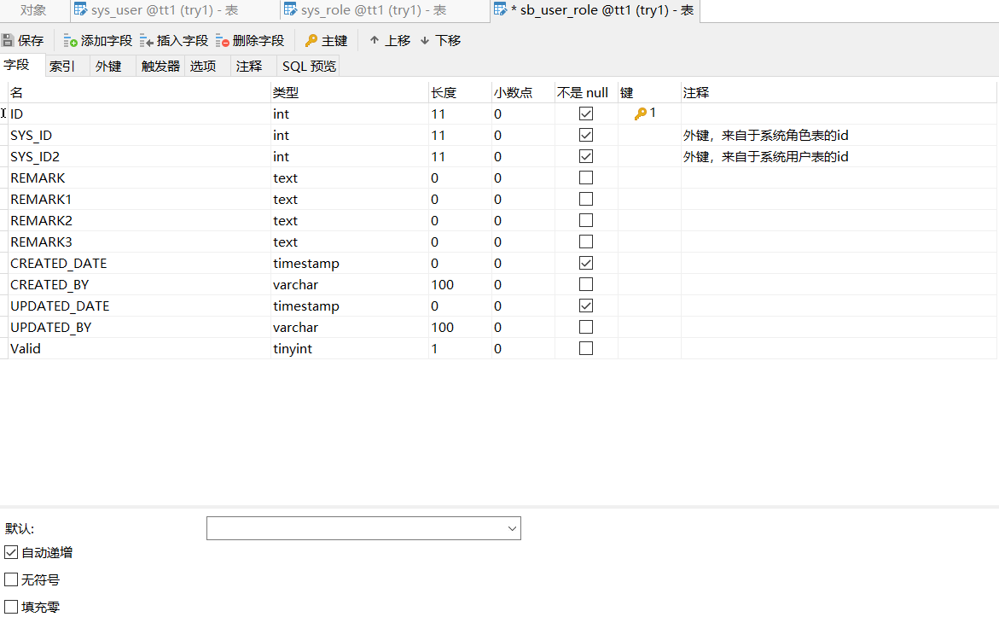 对象 sys_user @tt1 (try1) - 表 sys_role @tt1 (try1) - 表 * sb_user_role @tt1 (try1) - 表
保存 添加字段 插入字段 删除字段 主键 上移 下移
字段 索引 外键 触发器 选项 注释 SQL 预览
名 类型 长度 小数点 不是 null 键 注释
ID int 11 0 1
SYS_ID int 11 0 外键，来自于系统角色表的id
SYS_ID2 int 11 0 外键，来自于系统用户表的id
REMARK text 0 0
REMARK1 text 0 0
REMARK2 text 0 0
REMARK3 text 0 0
CREATED_DATE timestamp 0 0
CREATED_BY varchar 100 0
UPDATED_DATE timestamp 0 0
UPDATED_BY varchar 100 0
Valid tinyint 1 0
默认:
自动递增
无符号
填充零